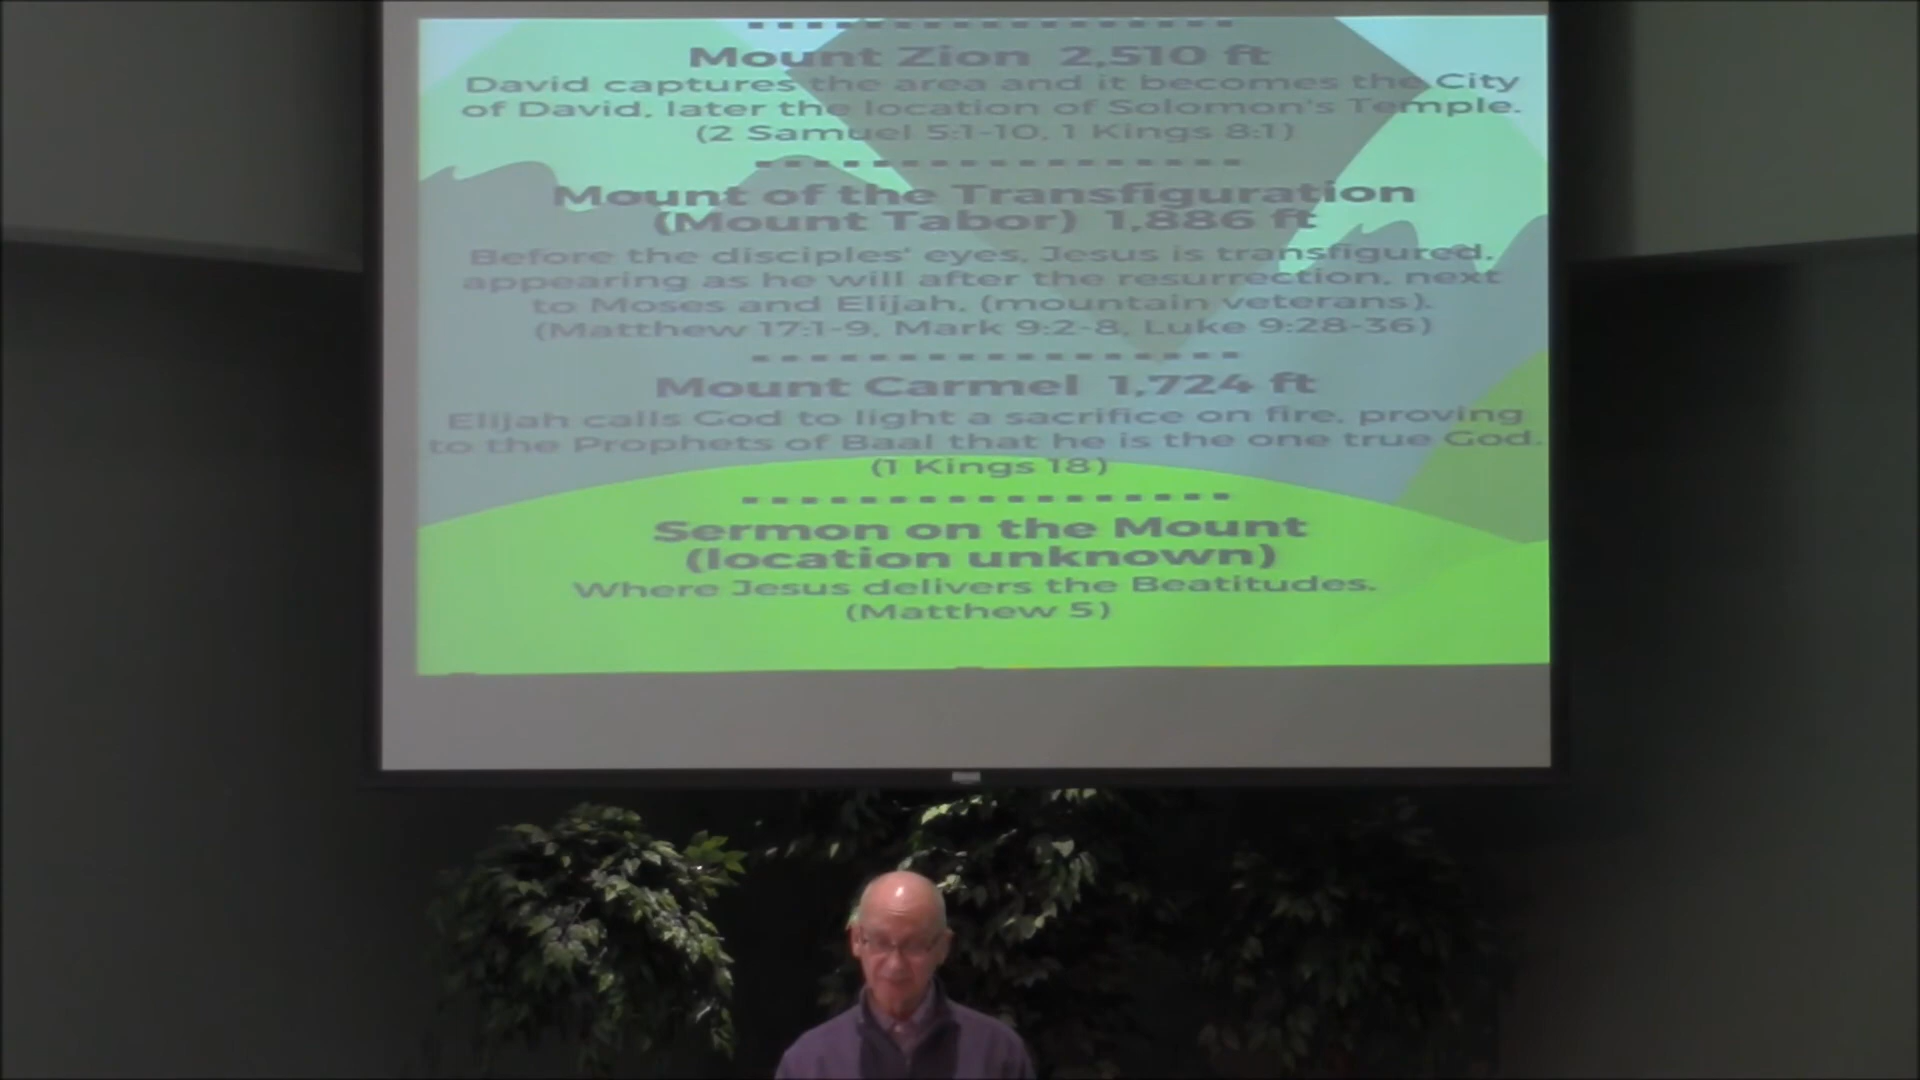 Mount Zion 2,510 ft
David captures the area and it becomes the City
of David, later the location of Solomon's Temple.
(2 Samuel 5:1-10, 1 Kings 8:1)
Mount of the Transfiguration
(Mount Tabor) 1,886 ft
Before the disciples' eyes, Jesus is transfigured,
appearing as he will after the resurrection, next
to Moses and Elijah, (mountain veterans).
(Matthew 17:1-9, Mark 9:2-8, Luke 9:28-36)
Mount Carmel 1,724 ft
Elijah calls God to light a sacrifice on fire, proving
to the Prophets of Baal that he is the one true God.
(1 Kings 18)
Sermon on the Mount
(location unknown)
Where Jesus delivers the Beatitudes.
(Matthew 5)